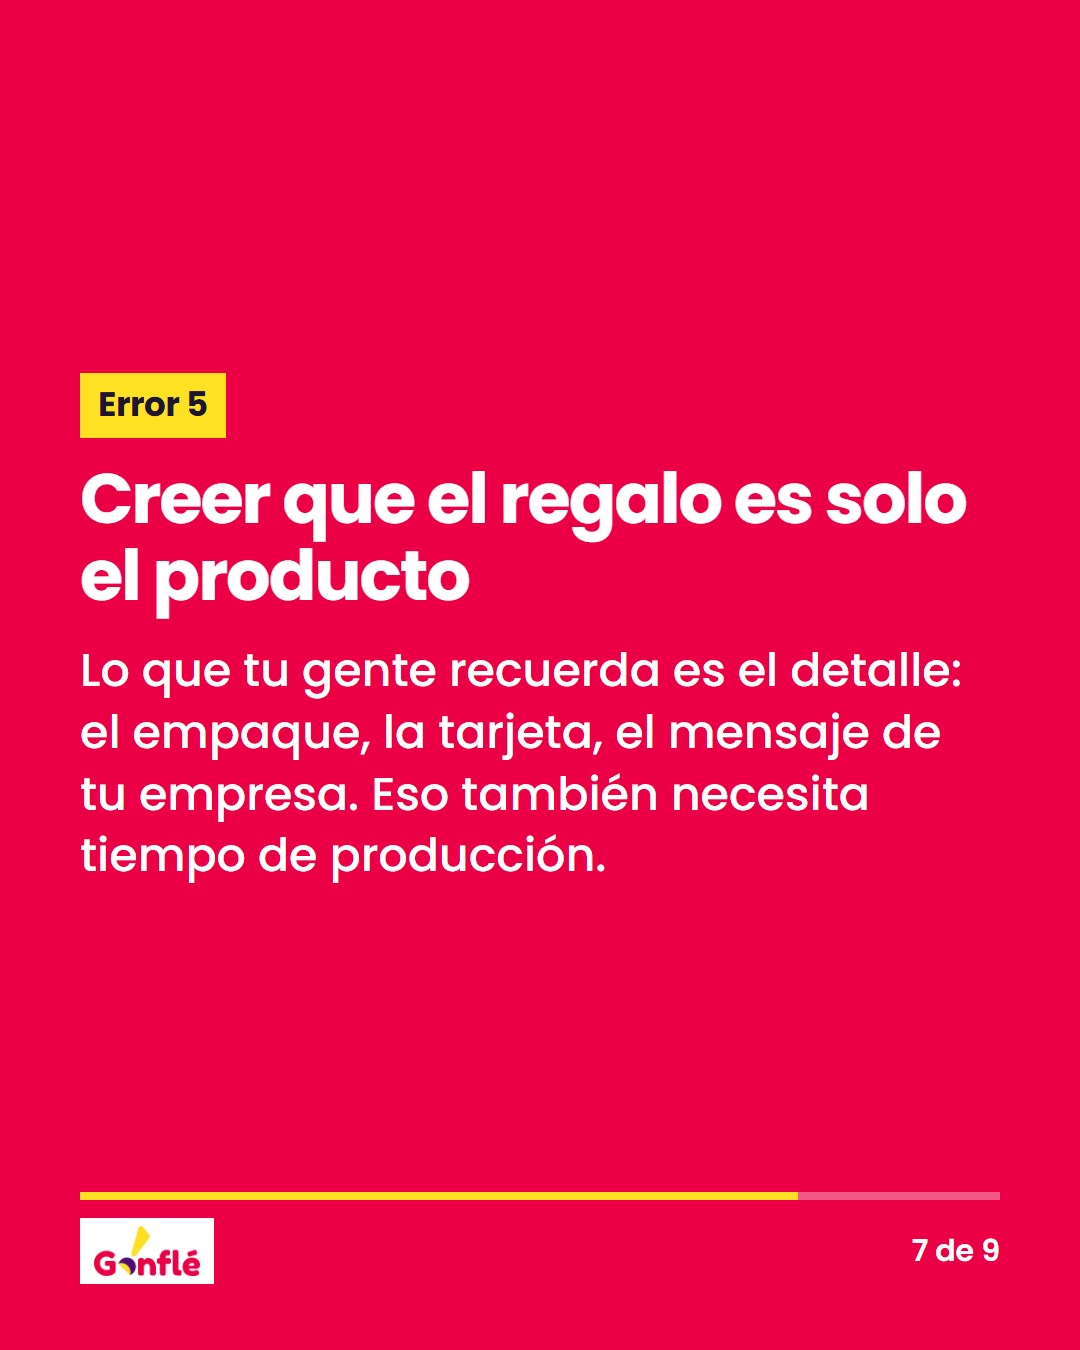 Error 5
Creer que el regalo es solo
el producto
Lo que tu gente recuerda es el detalle:
el empaque, la tarjeta, el mensaje de
tu empresa. Eso también necesita
tiempo de producción.
Gonflé
7 de 9